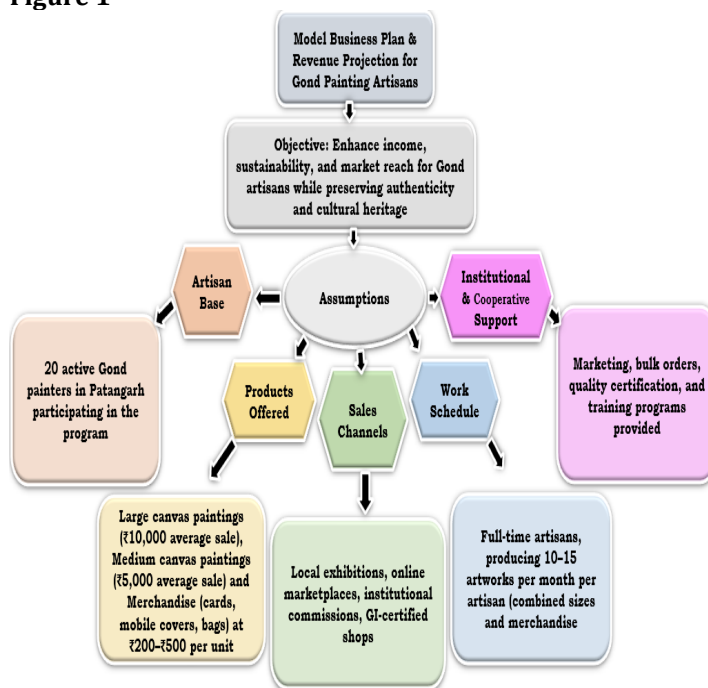 Figure 1
Model Business Plan &
Revenue Projection for
Gond Painting Artisans
Objective: Enhance income,
sustainability, and market reach for Gond
artisans while preserving authenticity
and cultural heritage
Artisan
Base
Assumptions
Institutional
& Cooperative
Support
20 active Gond
painters in Patangarh
participating in the
program
Products
Offered
Sales
Channels
Work
Schedule
Marketing, bulk orders,
quality certification, and
training programs
provided
Large canvas paintings
(₹10,000 average sale),
Medium canvas paintings
(₹5,000 average sale) and
Merchandise (cards,
mobile covers, bags) at
₹200–₹500 per unit
Local exhibitions, online
marketplaces, institutional
commissions, GI-certified
shops
Full-time artisans,
producing 10–15
artworks per month per
artisan (combined sizes
and merchandise